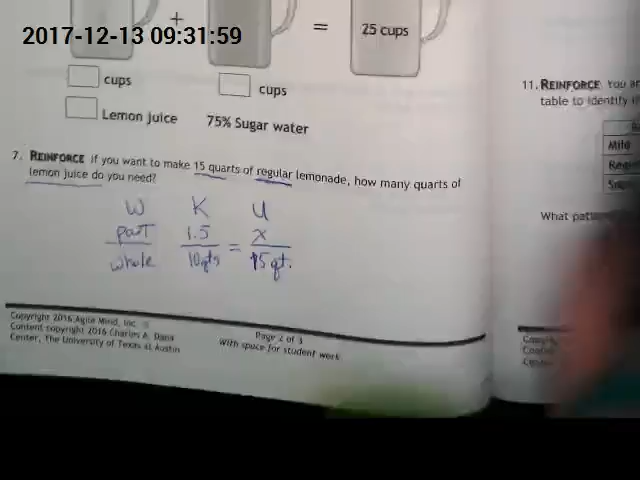 2017-12-13 09:31:59
+
=
25 cups
cups
cups
Lemon juice 75% Sugar water
11. REINFORCE You ar
table to identify
Mild
What patt
7. REINFORCE If you want to make 15 quarts of regular lemonade, how many quarts of
lemon juice do you need?
W K U
part 1.5 = x
whole 10qts 15 qt.
Copyright 2016 Agile Mind, Inc.
Content copyright 2016 Charles A. Dana
Center, The University of Texas at Austin
Page 2 of 3
With space for student work